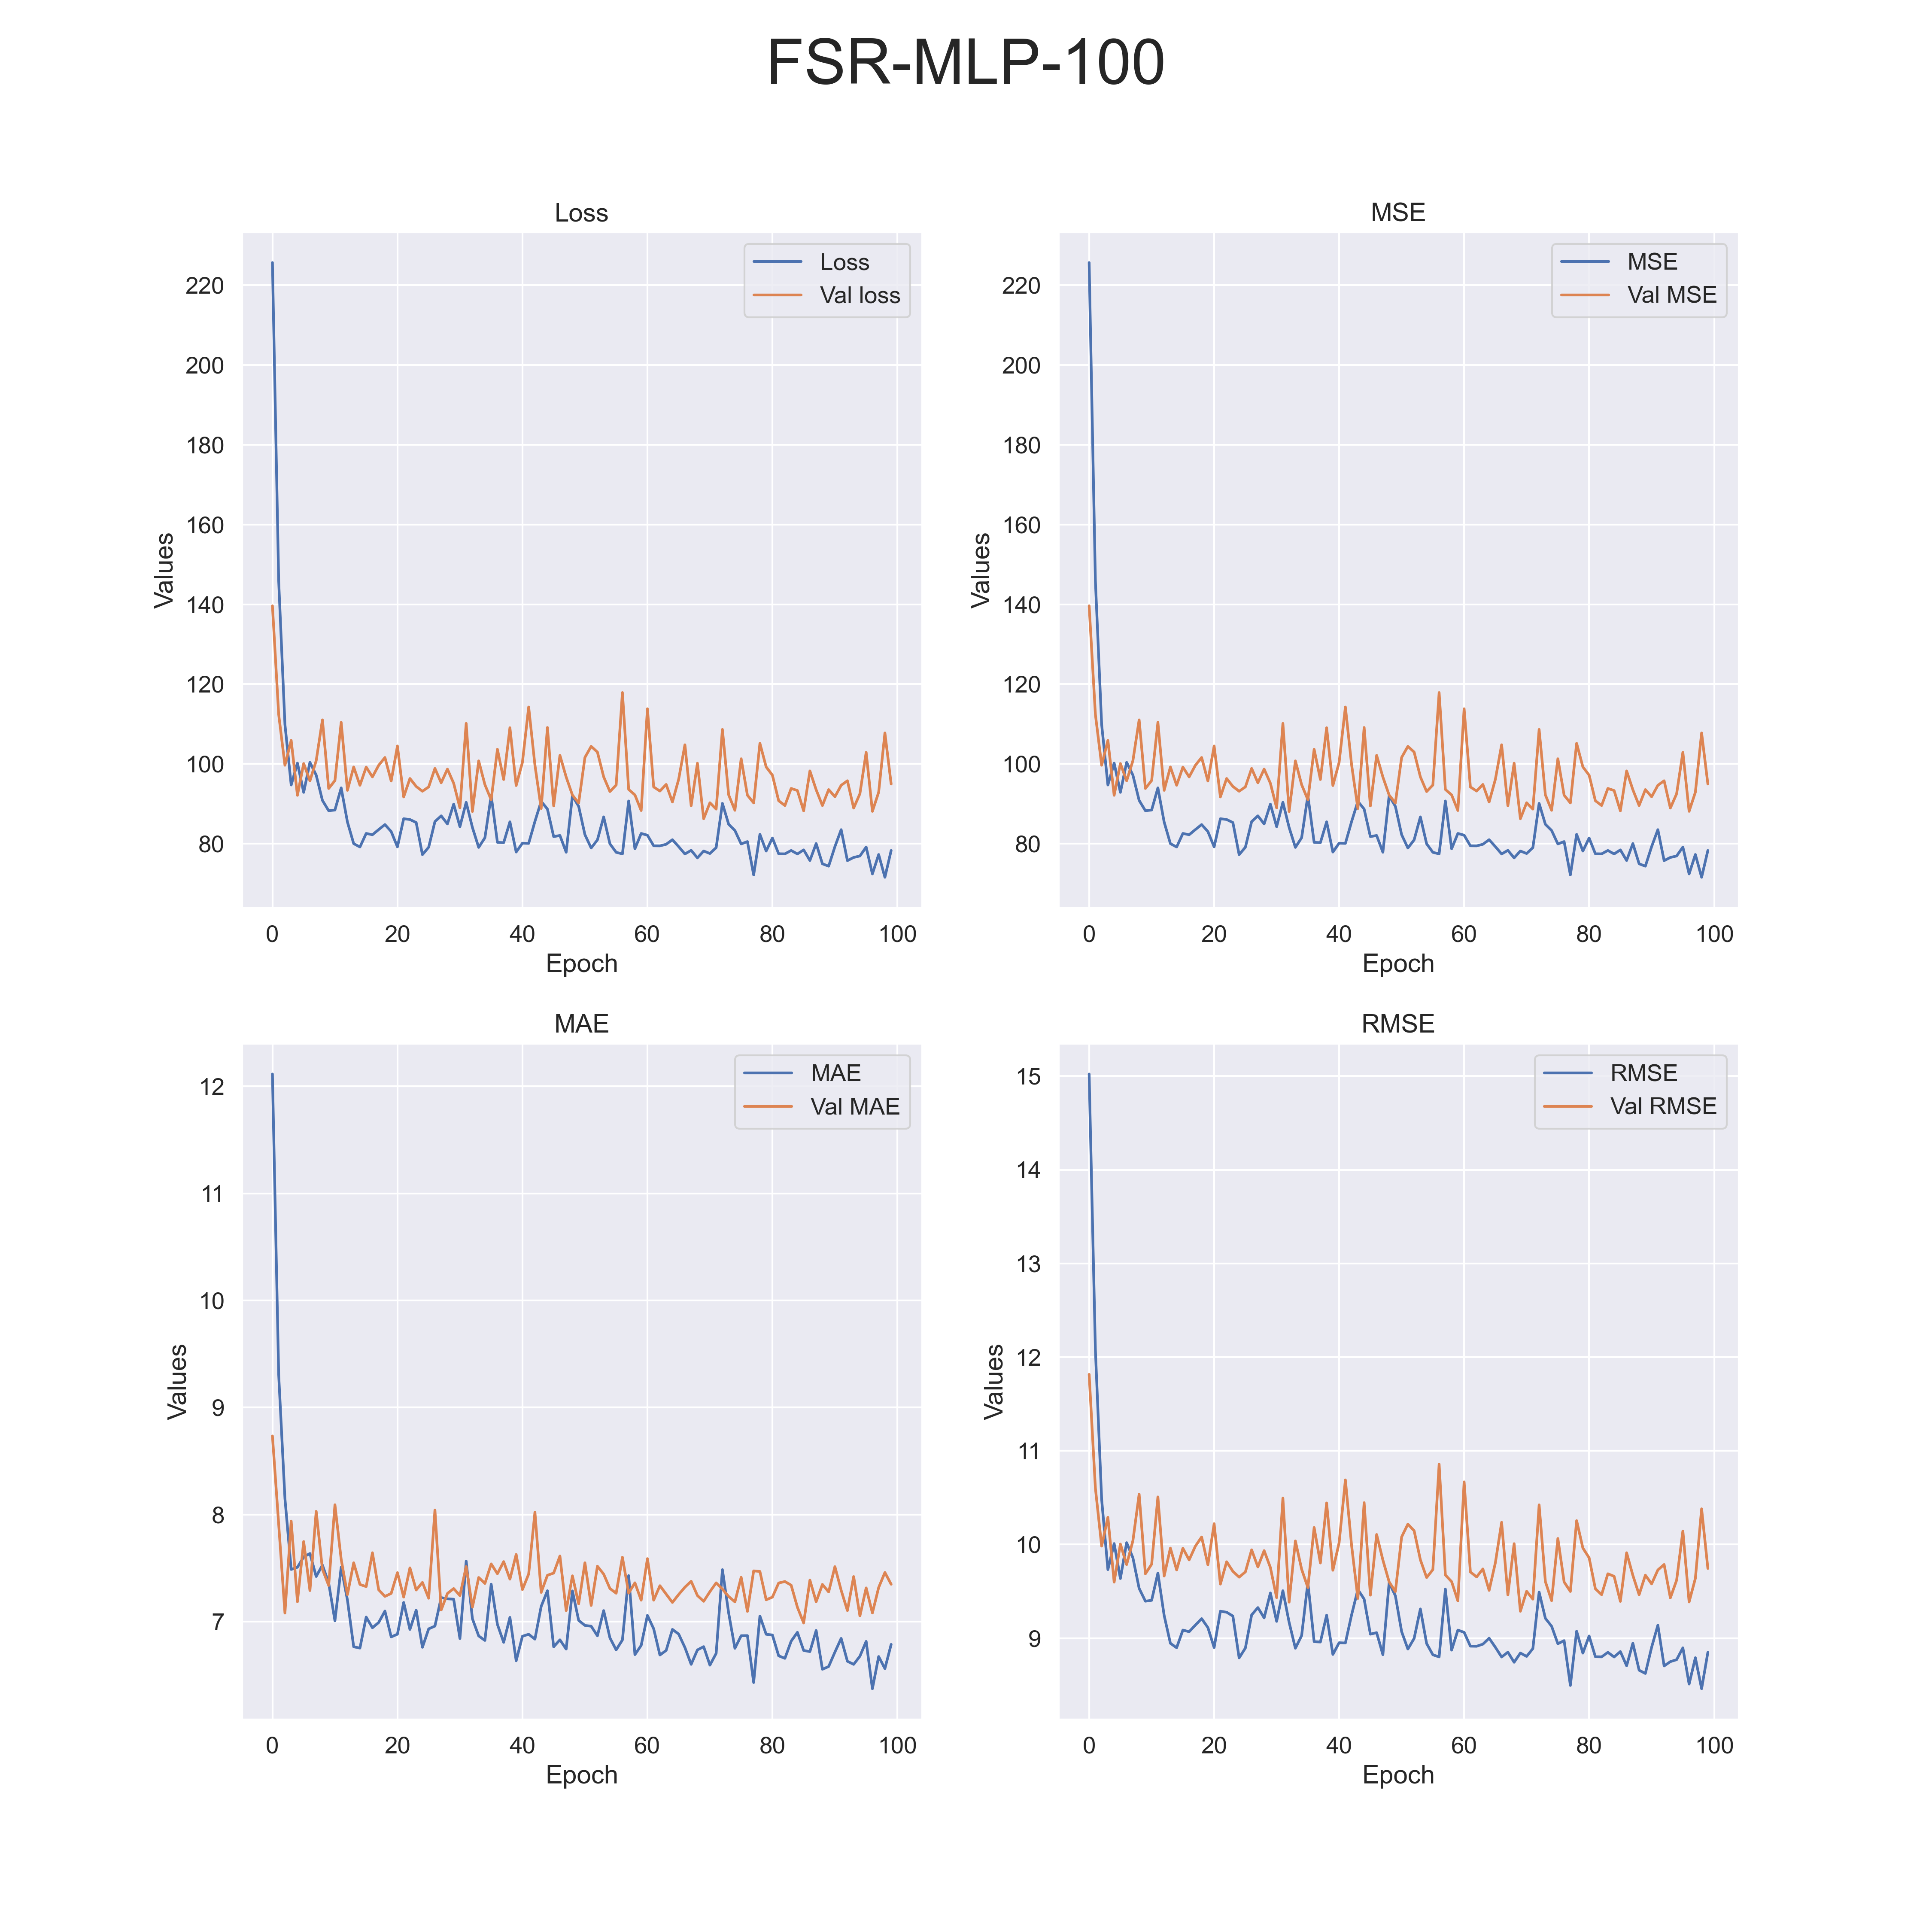 FSR-MLP-100
Loss
Loss
Val loss
220
200
180
160
140
120
100
80
Values
0 20 40 60 80 100
Epoch
MSE
MSE
Val MSE
220
200
180
160
140
120
100
80
Values
0 20 40 60 80 100
Epoch
MAE
MAE
Val MAE
12
11
10
9
8
7
Values
0 20 40 60 80 100
Epoch
RMSE
RMSE
Val RMSE
15
14
13
12
11
10
9
Values
0 20 40 60 80 100
Epoch